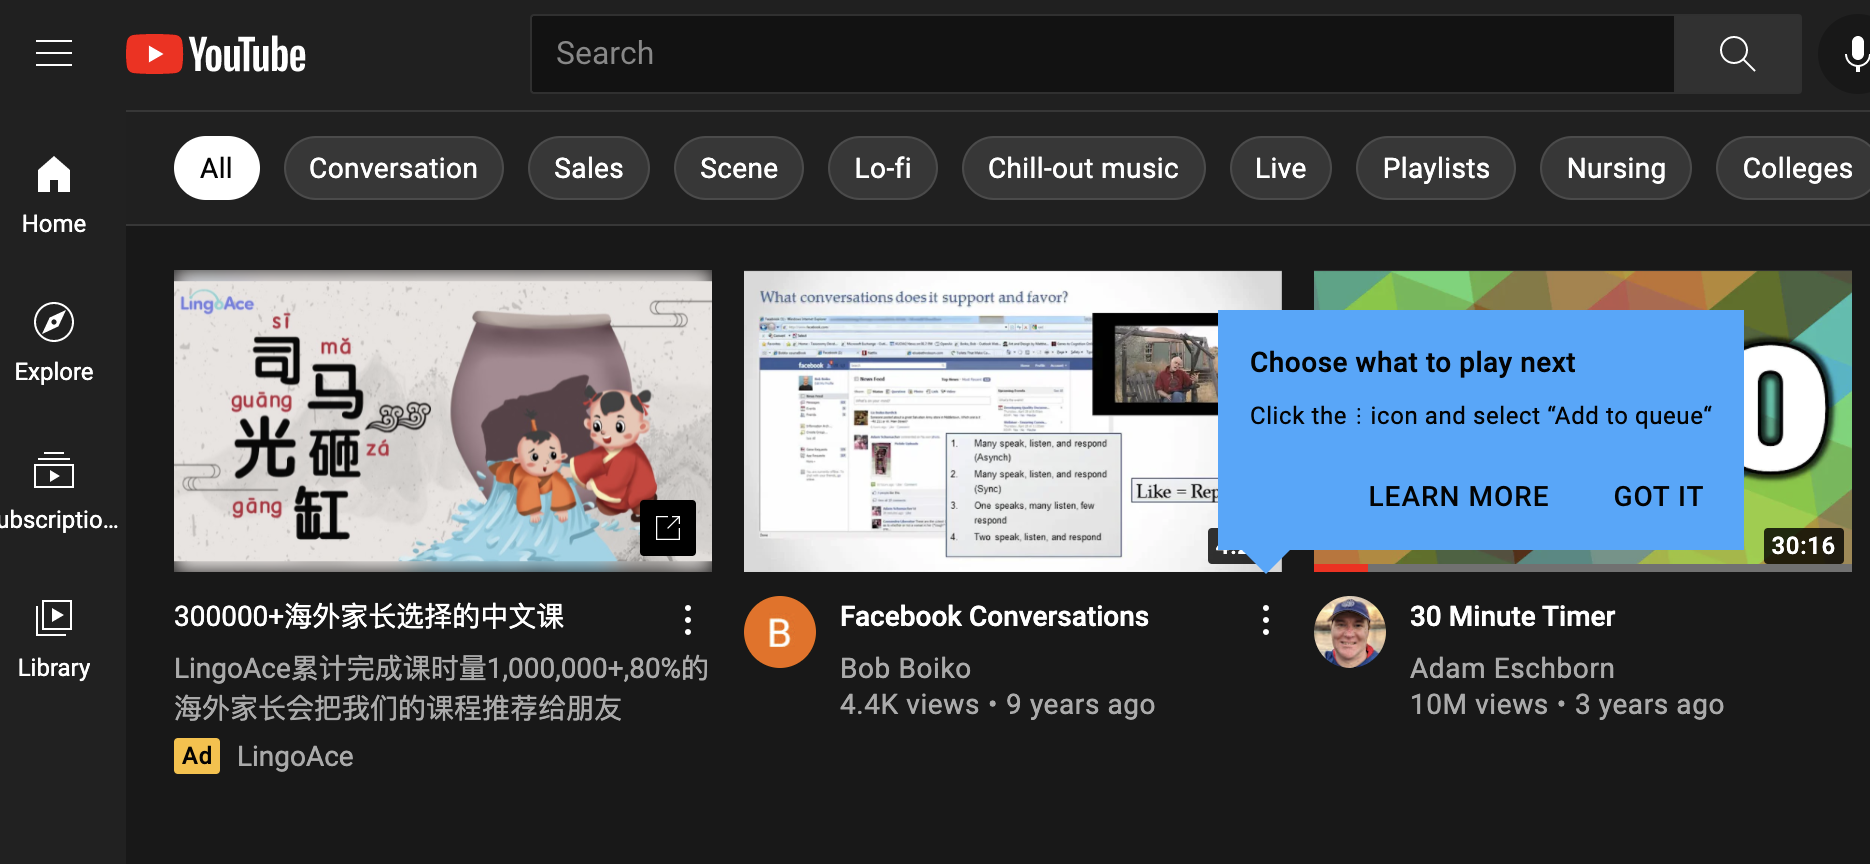 YouTube
Search
Home
Explore
ubscriptio...
Library
All
Conversation
Sales
Scene
Lo-fi
Chill-out music
Live
Playlists
Nursing
Colleges
LingoAce
sī
司
mǎ
马
guāng
光
zá
砸
gāng
缸
300000+海外家长选择的中文课
LingoAce累计完成课时量1,000,000+,80%的
海外家长会把我们的课程推荐给朋友
Ad LingoAce
What conversations does it support and favor?
facebook
News Feed
1. Many speak, listen, and respond
(Asynch)
2. Many speak, listen, and respond
(Sync)
3. One speaks, many listen, few
respond
4. Two speak, listen, and respond
Like = Rep
B
Facebook Conversations
Bob Boiko
4.4K views • 9 years ago
Choose what to play next
Click the ⋮ icon and select “Add to queue“
LEARN MORE
GOT IT
0
30:16
30 Minute Timer
Adam Eschborn
10M views • 3 years ago